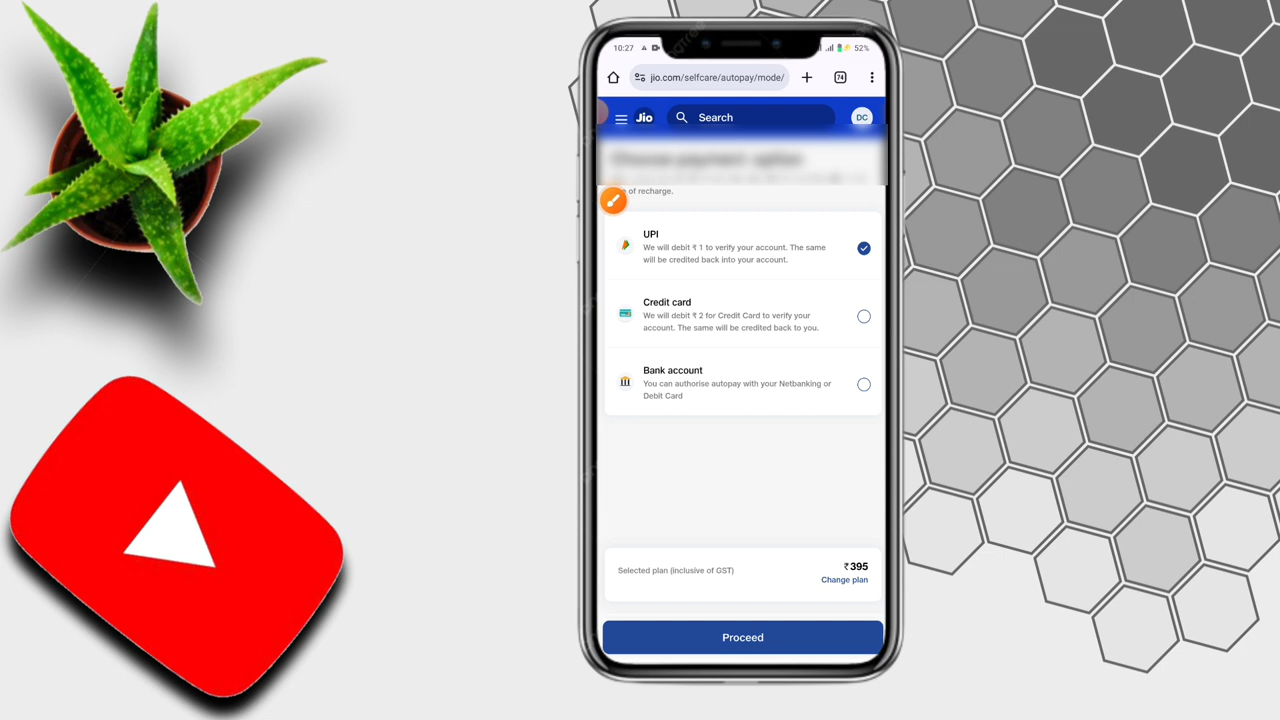 10:27
52%
jio.com/selfcare/autopay/mode/
74
Jio
Search
DC
Choose payment option
of recharge.
UPI
We will debit ₹ 1 to verify your account. The same
will be credited back into your account.
Credit card
We will debit ₹ 2 for Credit Card to verify your
account. The same will be credited back to you.
Bank account
You can authorise autopay with your Netbanking or
Debit Card
Selected plan (inclusive of GST)
₹395
Change plan
Proceed